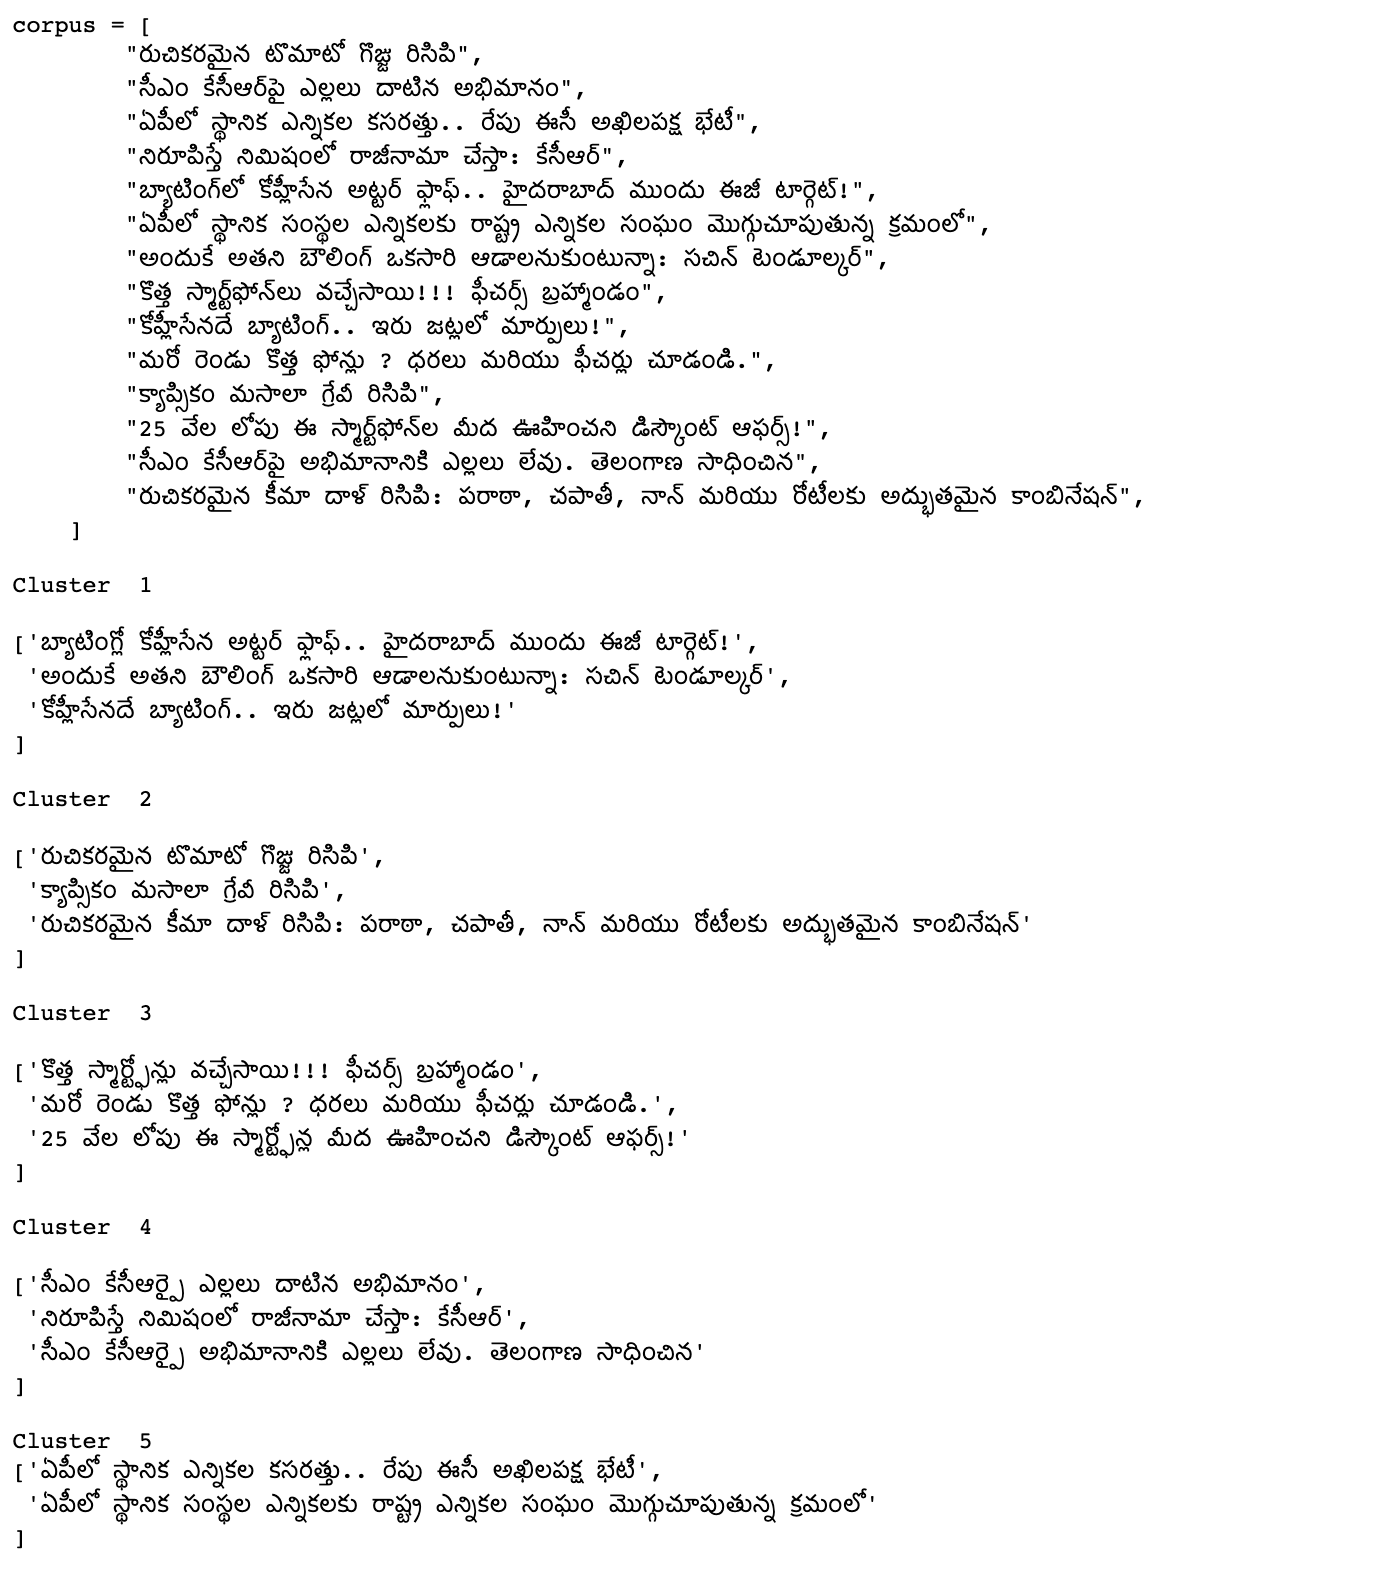 corpus = [
"రుచికరమైన టొమాటో గొజ్జు రిసిపి",
"సీఎం కేసీఆర్‌పై ఎల్లలు దాటిన అభిమానం",
"ఏపీలో స్థానిక ఎన్నికల కసరత్తు.. రేపు ఈసీ అఖిలపక్ష భేటీ",
"నిరూపిస్తే నిమిషంలో రాజీనామా చేస్తా: కేసీఆర్",
"బ్యాటింగ్‌లో కోహ్లీసేన అట్టర్ ఫ్లాఫ్.. హైదరాబాద్ ముందు ఈజీ టార్గెట్!",
"ఏపీలో స్థానిక సంస్థల ఎన్నికలకు రాష్ట్ర ఎన్నికల సంఘం మొగ్గుచూపుతున్న క్రమంలో",
"అందుకే అతని బౌలింగ్ ఒకసారి ఆడాలనుకుంటున్నా: సచిన్ టెండూల్కర్",
"కొత్త స్మార్ట్‌ఫోన్‌లు వచ్చేసాయి!!! ఫీచర్స్ బ్రహ్మాండం",
"కోహ్లీసేనదే బ్యాటింగ్.. ఇరు జట్లలో మార్పులు!",
"మరో రెండు కొత్త ఫోన్లు ? ధరలు మరియు ఫీచర్లు చూడండి.",
"క్యాప్సికం మసాలా గ్రేవీ రిసిపి",
"25 వేల లోపు ఈ స్మార్ట్‌ఫోన్‌ల మీద ఊహించని డిస్కౌంట్ ఆఫర్స్!",
"సీఎం కేసీఆర్‌పై అభిమానానికి ఎల్లలు లేవు. తెలంగాణ సాధించిన",
"రుచికరమైన కీమా దాళ్ రిసిపి: పరాఠా, చపాతీ, నాన్ మరియు రోటీలకు అద్భుతమైన కాంబినేషన్",
]
Cluster 1
['బ్యాటింగ్లో కోహ్లీసేన అట్టర్ ఫ్లాఫ్.. హైదరాబాద్ ముందు ఈజీ టార్గెట్!',
'అందుకే అతని బౌలింగ్ ఒకసారి ఆడాలనుకుంటున్నా: సచిన్ టెండూల్కర్',
'కోహ్లీసేనదే బ్యాటింగ్.. ఇరు జట్లలో మార్పులు!'
]
Cluster 2
['రుచికరమైన టొమాటో గొజ్జు రిసిపి',
'క్యాప్సికం మసాలా గ్రేవీ రిసిపి',
'రుచికరమైన కీమా దాళ్ రిసిపి: పరాఠా, చపాతీ, నాన్ మరియు రోటీలకు అద్భుతమైన కాంబినేషన్'
]
Cluster 3
['కొత్త స్మార్ట్ఫోన్లు వచ్చేసాయి!!! ఫీచర్స్ బ్రహ్మాండం',
'మరో రెండు కొత్త ఫోన్లు ? ధరలు మరియు ఫీచర్లు చూడండి.',
'25 వేల లోపు ఈ స్మార్ట్ఫోన్ల మీద ఊహించని డిస్కౌంట్ ఆఫర్స్!'
]
Cluster 4
['సీఎం కేసీఆర్పై ఎల్లలు దాటిన అభిమానం',
'నిరూపిస్తే నిమిషంలో రాజీనామా చేస్తా: కేసీఆర్',
'సీఎం కేసీఆర్పై అభిమానానికి ఎల్లలు లేవు. తెలంగాణ సాధించిన'
]
Cluster 5
['ఏపీలో స్థానిక ఎన్నికల కసరత్తు.. రేపు ఈసీ అఖిలపక్ష భేటీ',
'ఏపీలో స్థానిక సంస్థల ఎన్నికలకు రాష్ట్ర ఎన్నికల సంఘం మొగ్గుచూపుతున్న క్రమంలో'
]